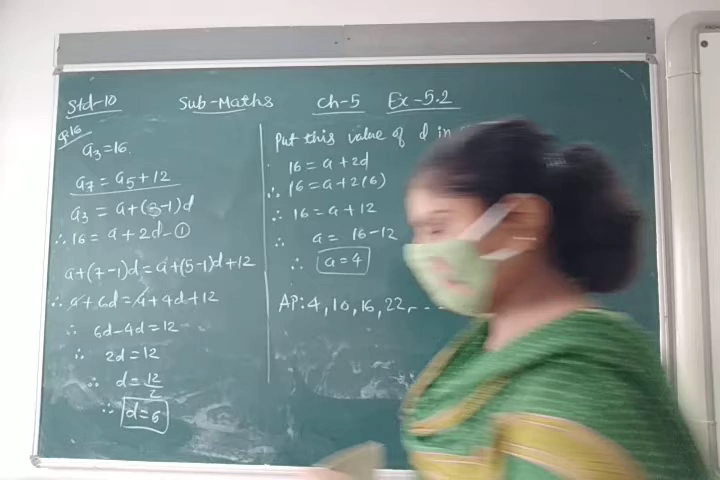 Std-10 Sub-Maths Ch-5 Ex-5.2
Q:16
a₃=16
a₇ = a₅+12
a₃ = a+(3-1)d
∴ 16 = a+2d-①
a+(7-1)d=a+(5-1)d+12
∴ a+6d=a+4d+12
∴ 6d-4d=12
∴ 2d=12
∴ d=12/2
∴ d=6
Put this value of d in
16=a+2d
∴ 16=a+2(6)
∴ 16=a+12
∴ a=16-12
∴ a=4
AP:4,10,16,22,--